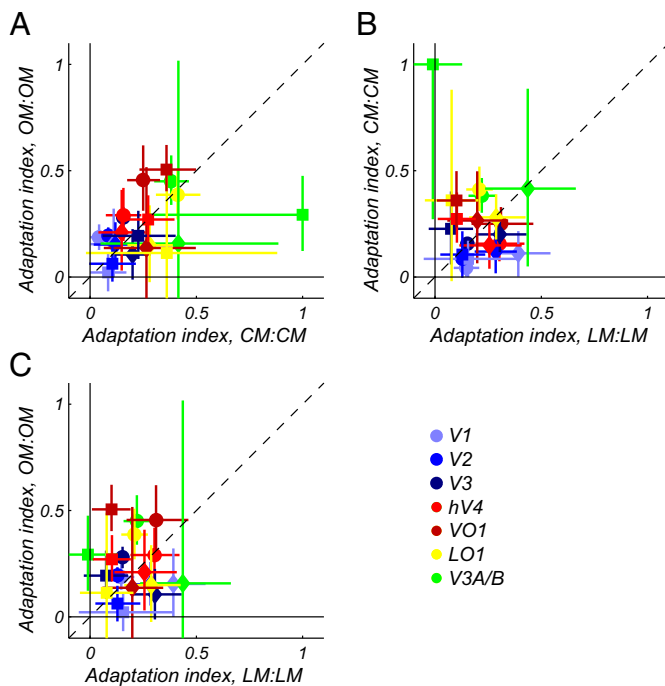 A
B
1
0.5
0
0
0.5
1
Adaptation index, OM:OM
Adaptation index, CM:CM
1
0.5
0
0
0.5
1
Adaptation index, CM:CM
Adaptation index, LM:LM
C
1
0.5
0
0
0.5
1
Adaptation index, OM:OM
Adaptation index, LM:LM
V1
V2
V3
hV4
VO1
LO1
V3A/B